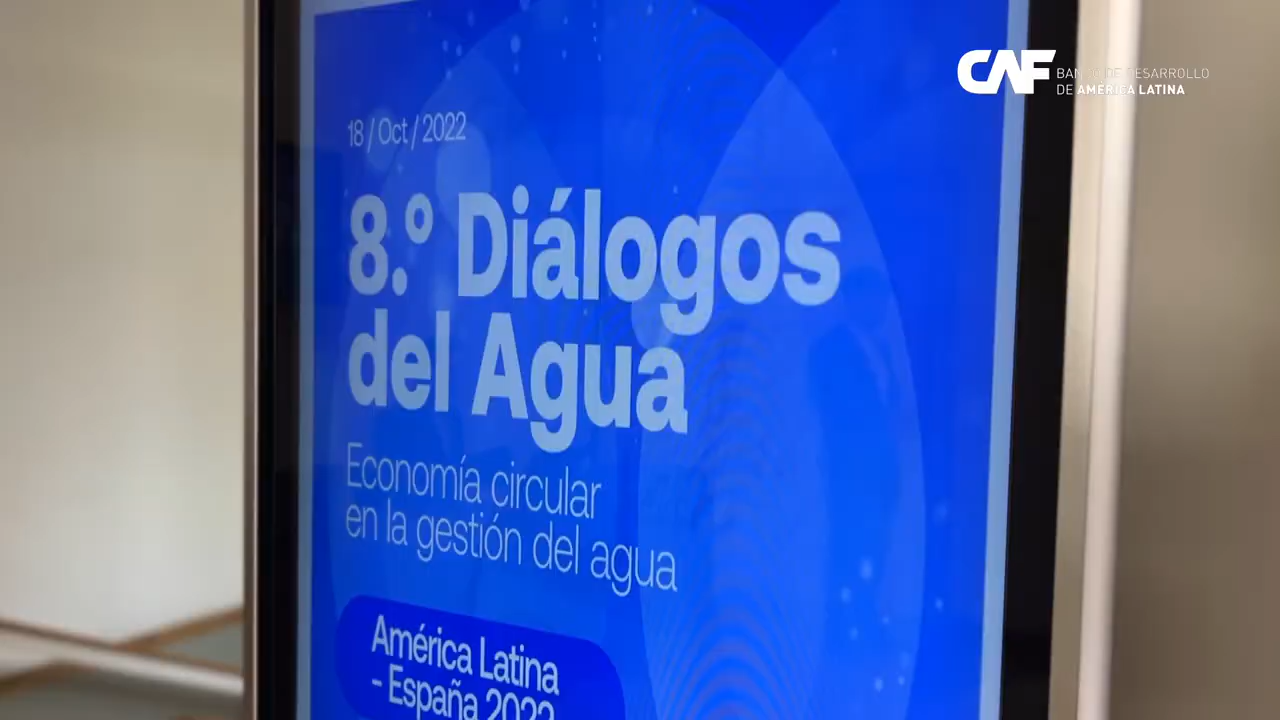 CAF BANCO DE DESARROLLO
DE AMÉRICA LATINA
18 / Oct / 2022
8.º Diálogos
del Agua
Economía circular
en la gestión del agua
América Latina
- España 2022